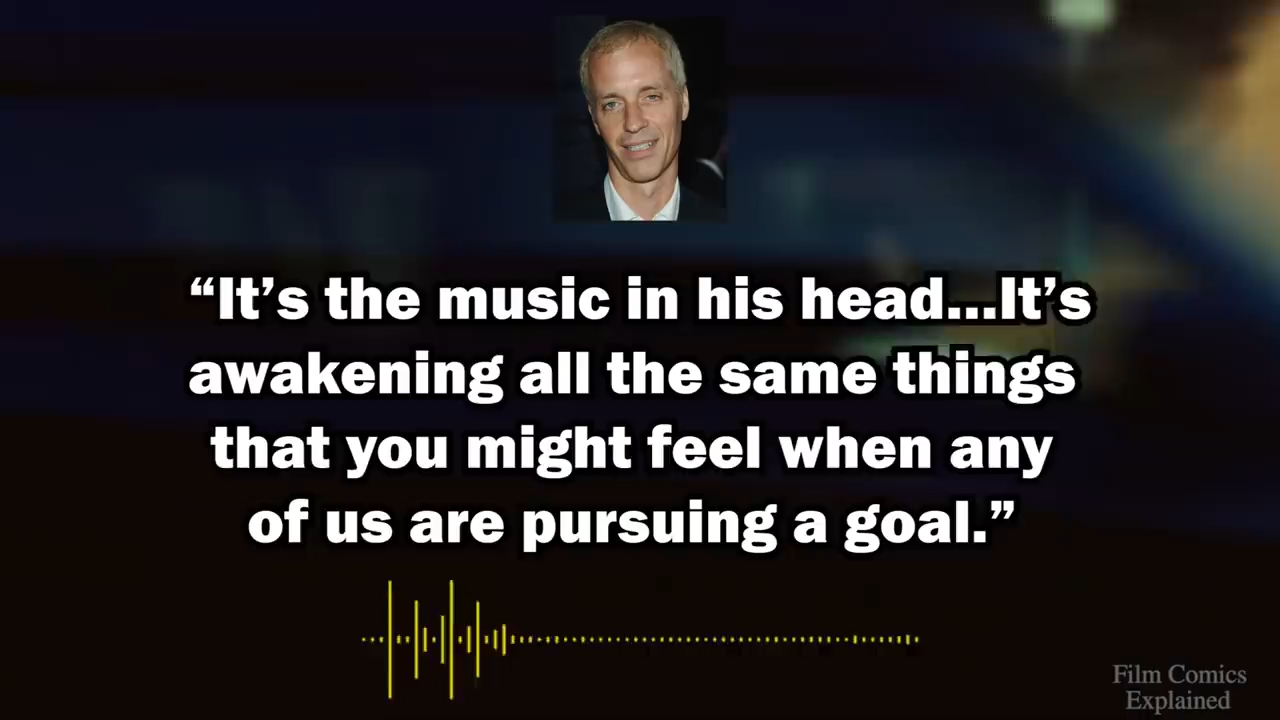 “It’s the music in his head...It’s
awakening all the same things
that you might feel when any
of us are pursuing a goal.”
Film Comics
Explained